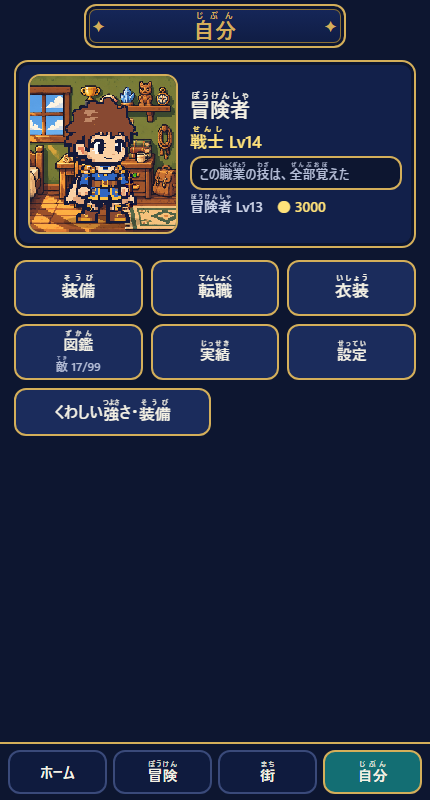 自分
冒険者
戦士 Lv14
この職業の技は、全部覚えた
冒険者 Lv13 3000
装備 転職 衣装
図鑑 実績 設定
敵 17/99
くわしい強さ・装備
ホーム 冒険 街 自分